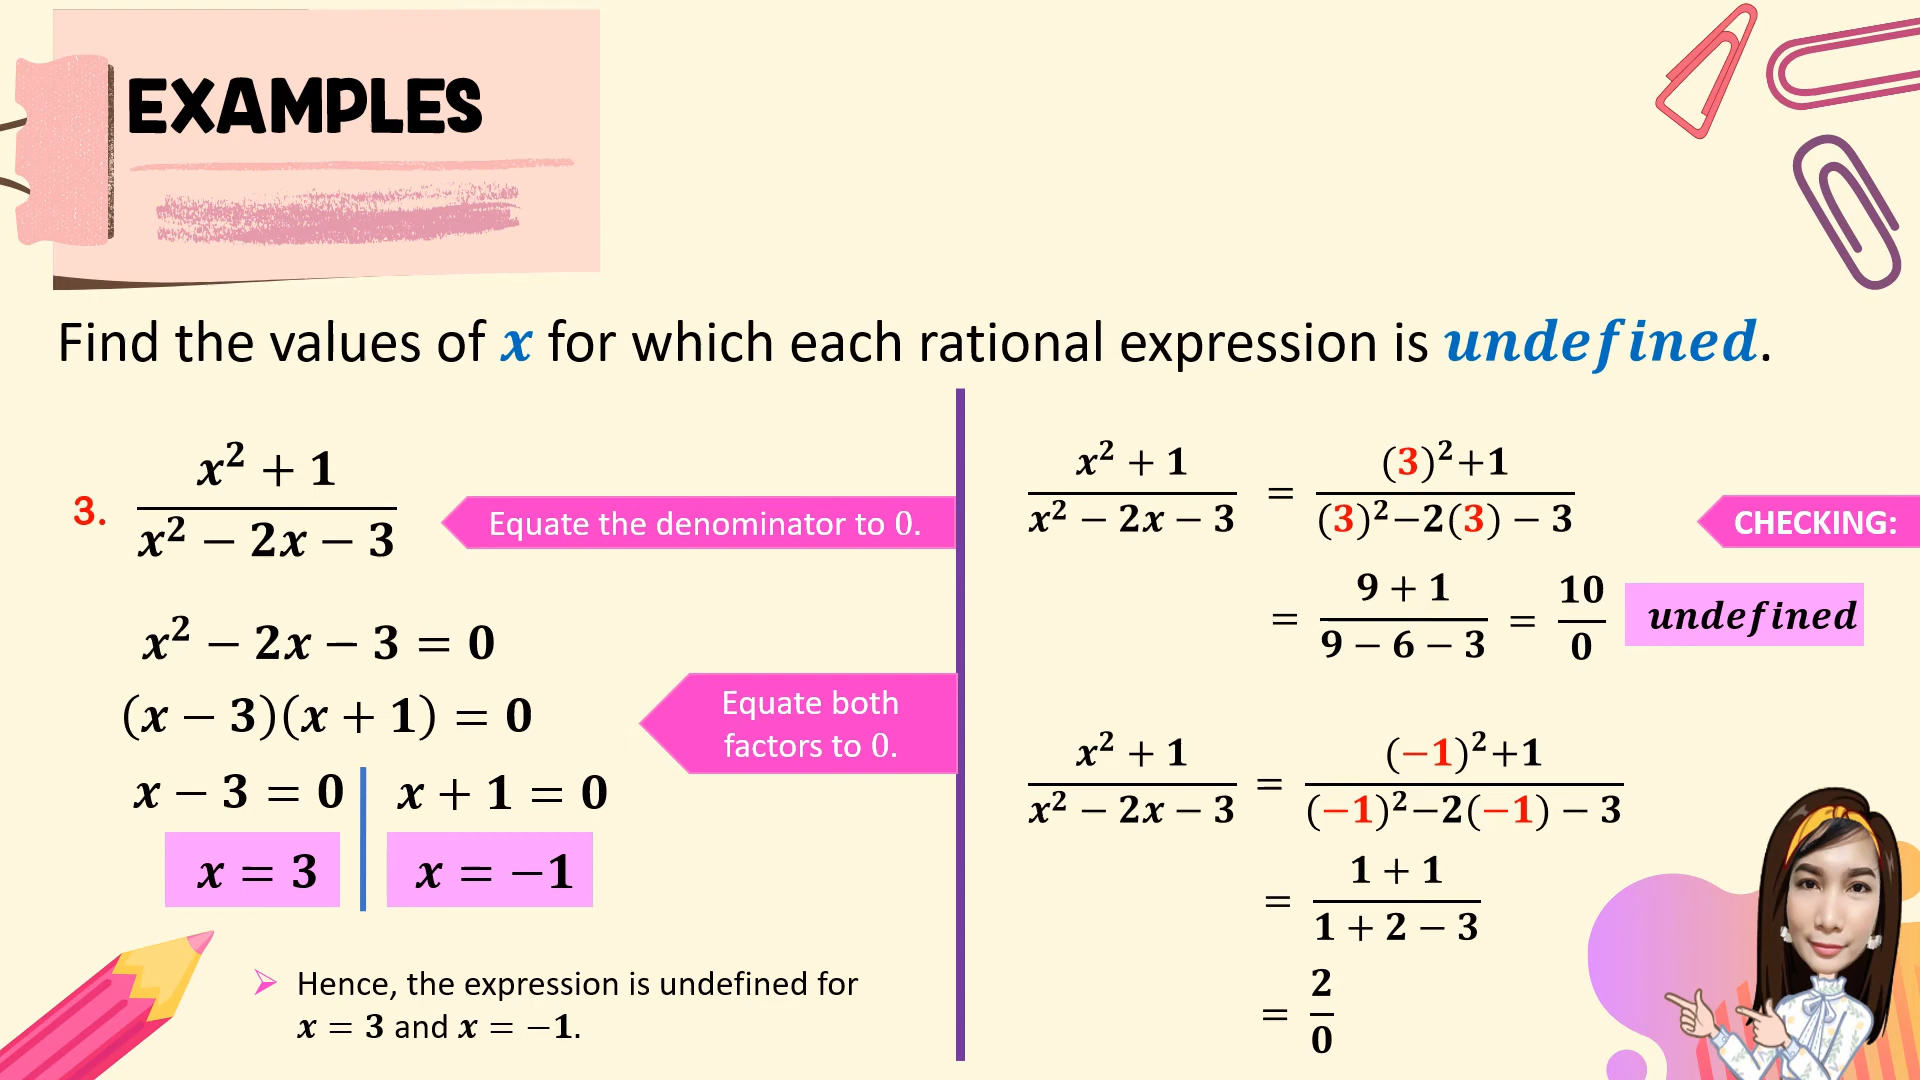 EXAMPLES
Find the values of x for which each rational expression is undefined.
3. (x² + 1)/(x² − 2x − 3)
Equate the denominator to 0.
x² − 2x − 3 = 0
(x − 3)(x + 1) = 0
Equate both
factors to 0.
x − 3 = 0 | x + 1 = 0
x = 3 | x = −1
➢ Hence, the expression is undefined for
x = 3 and x = −1.
CHECKING:
(x² + 1)/(x² − 2x − 3) = ((3)²+1)/((3)²−2(3) − 3)
= (9 + 1)/(9 − 6 − 3) = 10/0 undefined
(x² + 1)/(x² − 2x − 3) = ((−1)²+1)/((−1)²−2(−1) − 3)
= (1 + 1)/(1 + 2 − 3)
= 2/0